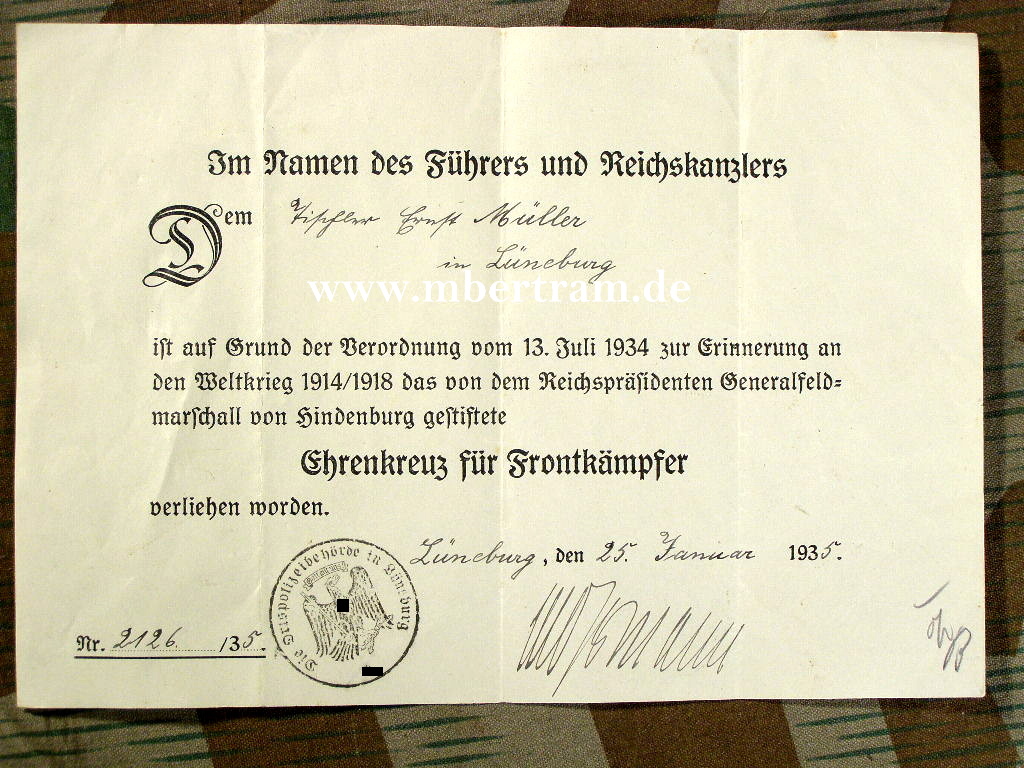 Im Namen des Führers und Reichskanzlers
Dem Tischler Ernst Müller
in Lüneburg
www.mbertram.de
ist auf Grund der Verordnung vom 13. Juli 1934 zur Erinnerung an
den Weltkrieg 1914/1918 das von dem Reichspräsidenten Generalfeld=
marschall von Hindenburg gestiftete
Ehrenkreuz für Frontkämpfer
verliehen worden.
Lüneburg, den 25. Januar 1935.
Die Ortspolizeibehörde in Lüneburg
Nr. 2126. /35.